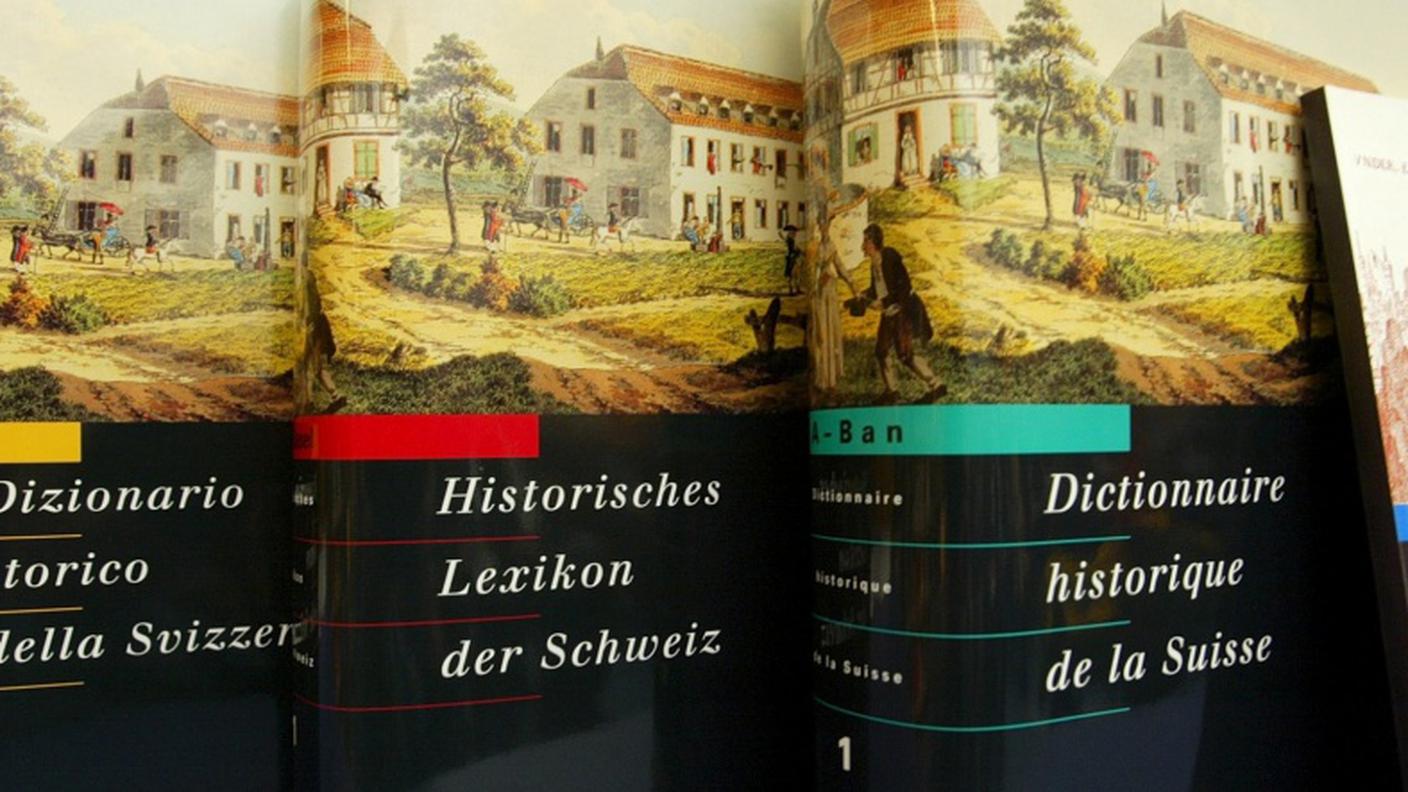 Dizionario
torico
della Svizzer
Historisches
Lexikon
der Schweiz
A-Ban
Dictionnaire
historique
de la Suisse
1
Dictionnaire
historique
de la Suisse